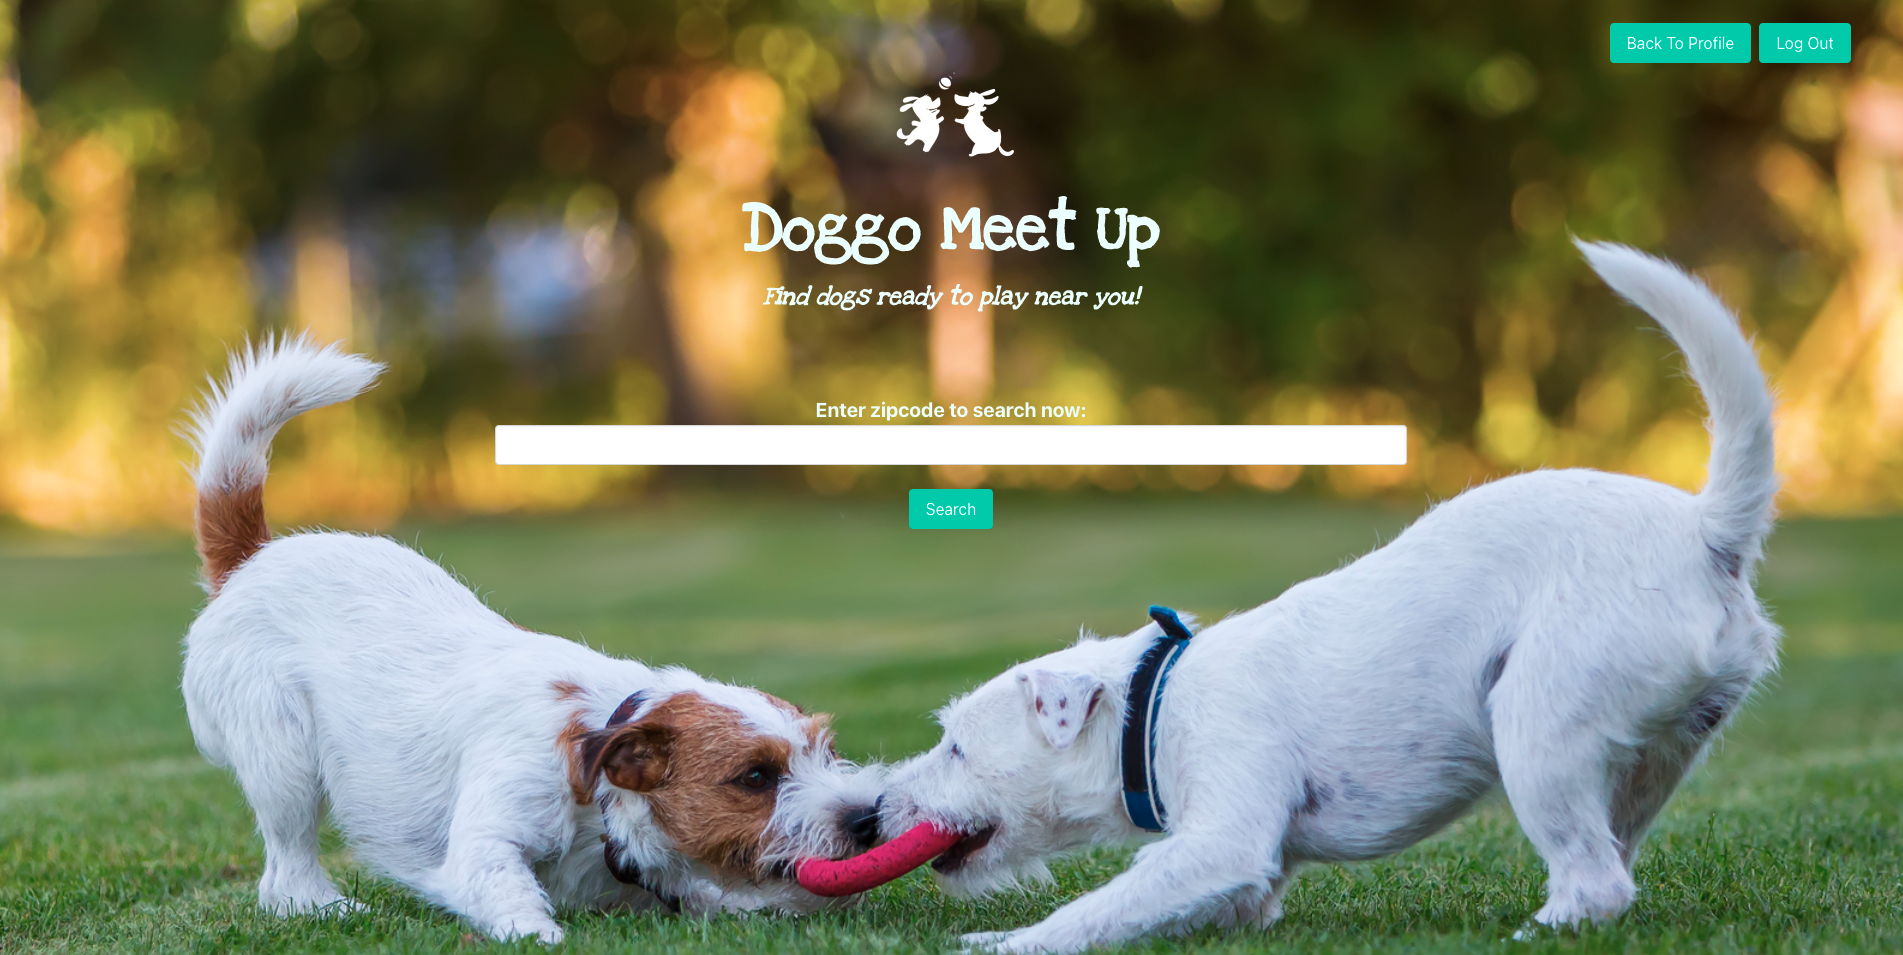 Back To Profile Log Out
Doggo Meet Up
Find dogs ready to play near you!
Enter zipcode to search now:
Search